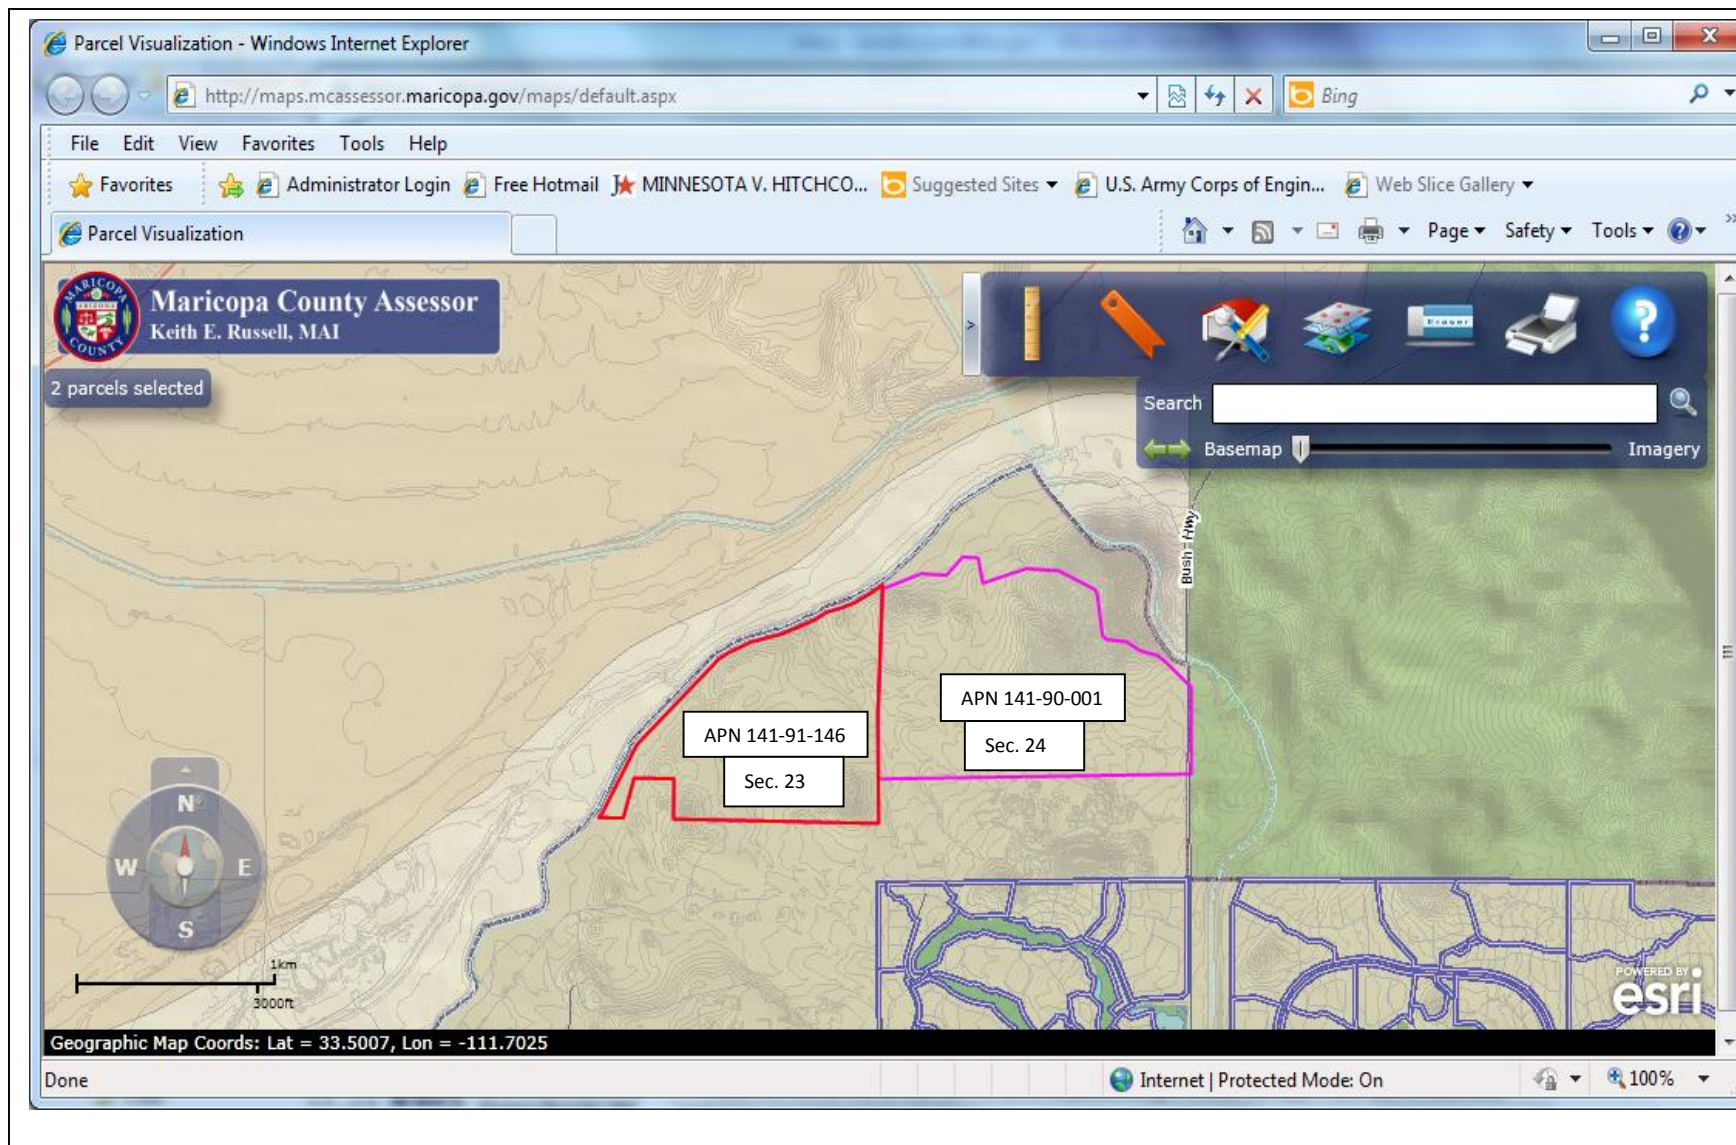 Parcel Visualization - Windows Internet Explorer
http://maps.mcassessor.maricopa.gov/maps/default.aspx
Bing
File Edit View Favorites Tools Help
Favorites Administrator Login Free Hotmail MINNESOTA V. HITCHCO... Suggested Sites U.S. Army Corps of Engin... Web Slice Gallery
Parcel Visualization
Page Safety Tools
MARICOPA COUNTY
Maricopa County Assessor
Keith E. Russell, MAI
Eraser
2 parcels selected
Search
Basemap Imagery
Bush Hwy
APN 141-90-001
Sec. 24
APN 141-91-146
Sec. 23
N
W E
S
1km
3000ft
POWERED BY
esri
Geographic Map Coords: Lat = 33.5007, Lon = -111.7025
Done
Internet | Protected Mode: On
100%